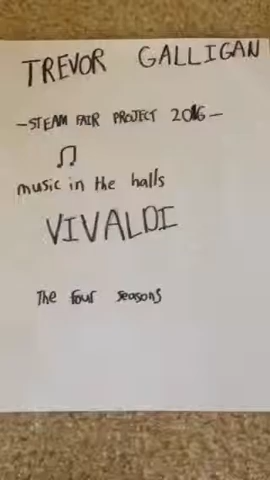 TREVOR GALLIGAN
-STEAM FAIR PROJECT 2016-
music in the halls
VIVALDI
The four seasons